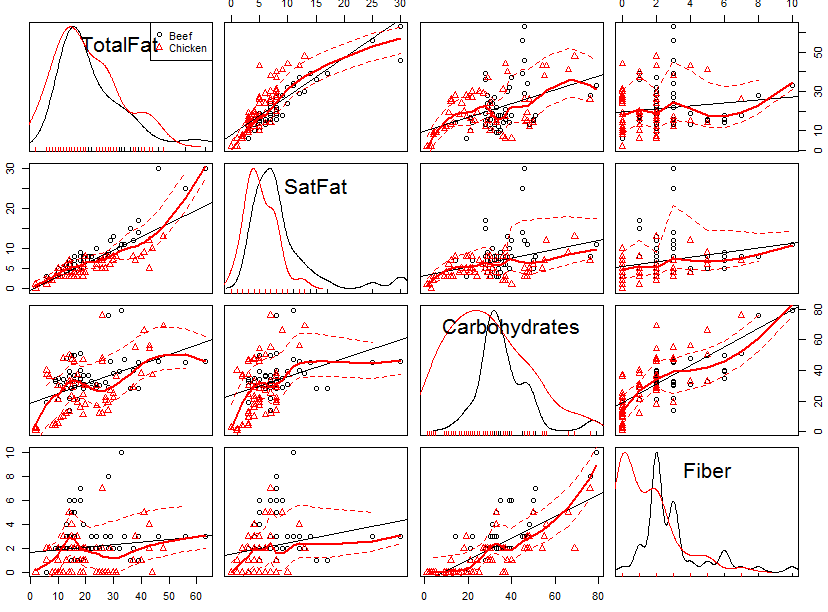 0 5 10 15 20 25 30
0 2 4 6 8 10
TotalFat
Beef
Chicken
0 10 30 50
0 5 10 20 30
SatFat
Carbohydrates
0 20 40 60 80
0 2 4 6 8 10
Fiber
0 10 20 30 40 50 60
0 20 40 60 80